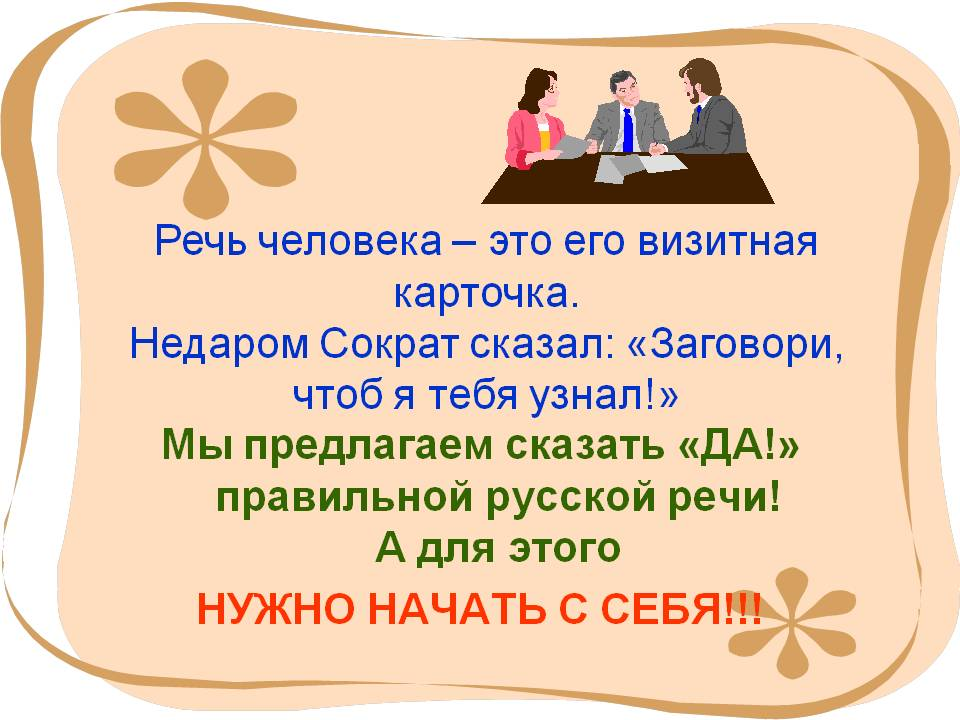 Речь человека – это его визитная
карточка.
Недаром Сократ сказал: «Заговори,
чтоб я тебя узнал!»
Мы предлагаем сказать «ДА!»
правильной русской речи!
А для этого
НУЖНО НАЧАТЬ С СЕБЯ!!!